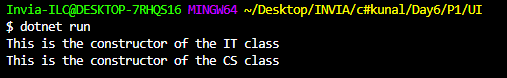 Invia-ILC@DESKTOP-7RHQS16 MINGW64 ~/Desktop/INVIA/c#kunal/Day6/P1/UI
$ dotnet run
This is the constructor of the IT class
This is the constructor of the CS class